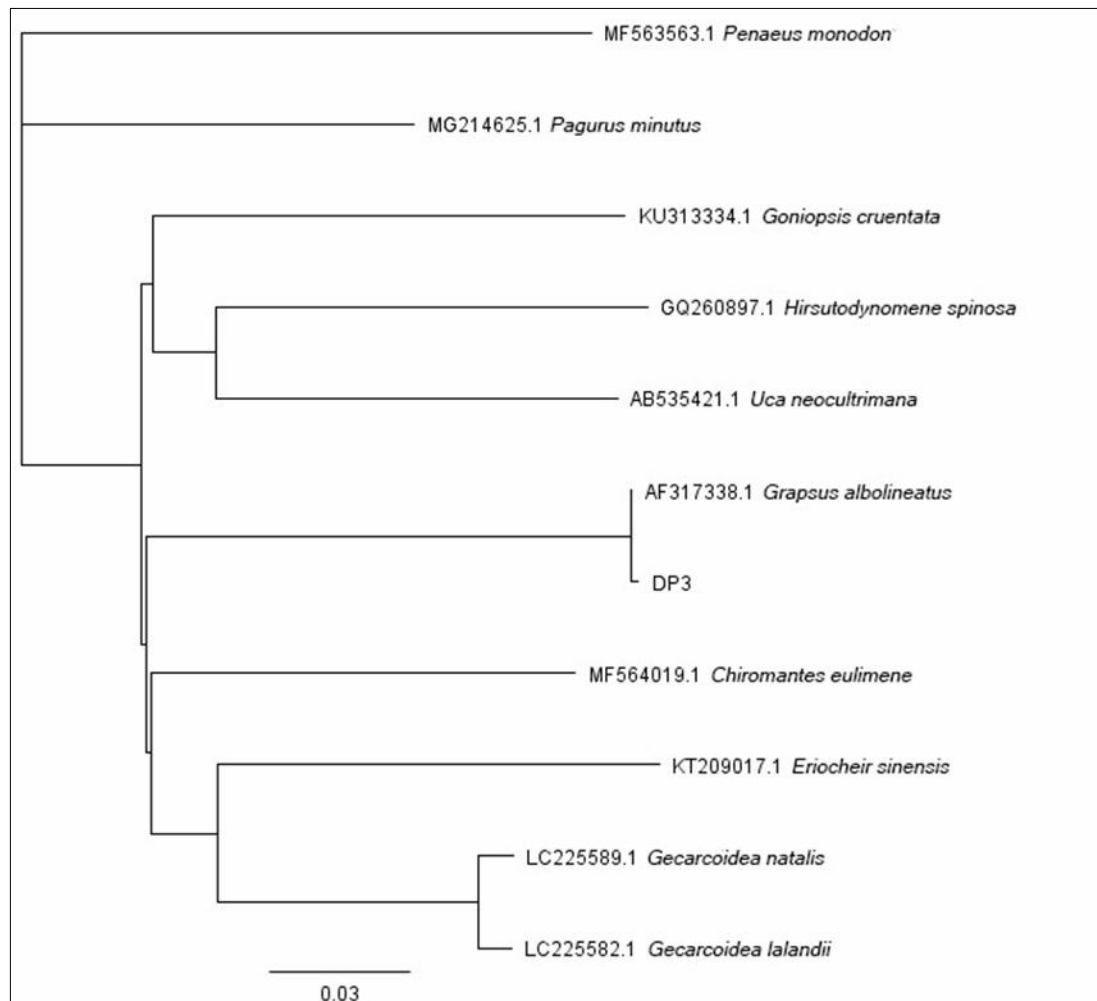 MF563563.1 Penaeus monodon
MG214625.1 Pagurus minutus
KU313334.1 Goniopsis cruentata
GQ260897.1 Hirsutodynomene spinosa
AB535421.1 Uca neocultrimana
AF317338.1 Grapsus albolineatus
DP3
MF564019.1 Chiromantes eulimene
KT209017.1 Eriocheir sinensis
LC225589.1 Gecarcoidea natalis
LC225582.1 Gecarcoidea lalandii
0.03